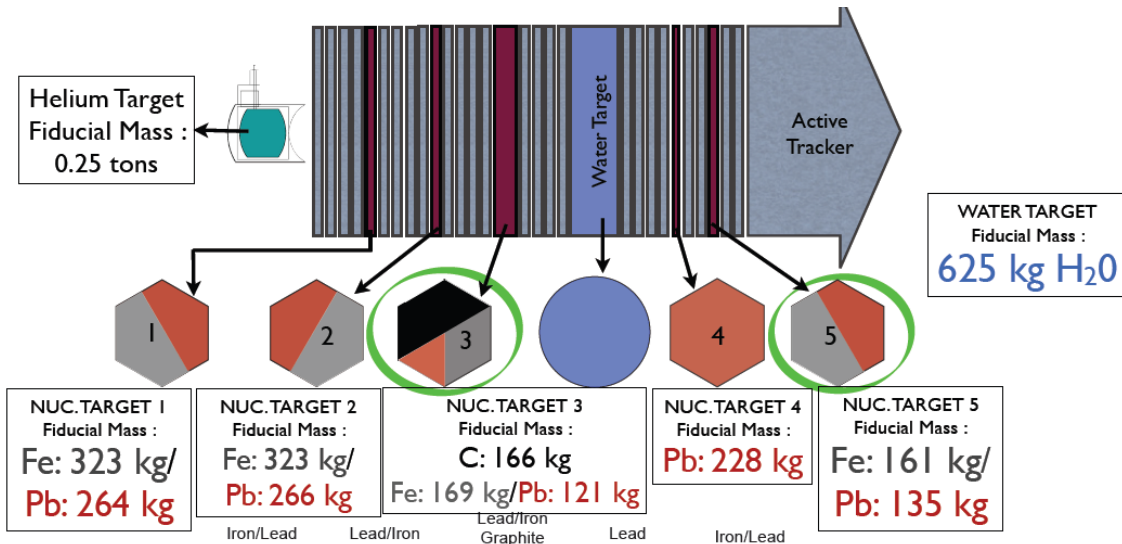 Helium Target
Fiducial Mass :
0.25 tons
Water Target
Active
Tracker
WATER TARGET
Fiducial Mass :
625 kg H20
1
2
3
4
5
NUC.TARGET 1
Fiducial Mass :
Fe: 323 kg/
Pb: 264 kg
NUC.TARGET 2
Fiducial Mass :
Fe: 323 kg/
Pb: 266 kg
NUC.TARGET 3
Fiducial Mass :
C: 166 kg
Fe: 169 kg/Pb: 121 kg
NUC.TARGET 4
Fiducial Mass :
Pb: 228 kg
NUC.TARGET 5
Fiducial Mass :
Fe: 161 kg/
Pb: 135 kg
Iron/Lead
Lead/Iron
Lead/Iron
Graphite
Lead
Iron/Lead